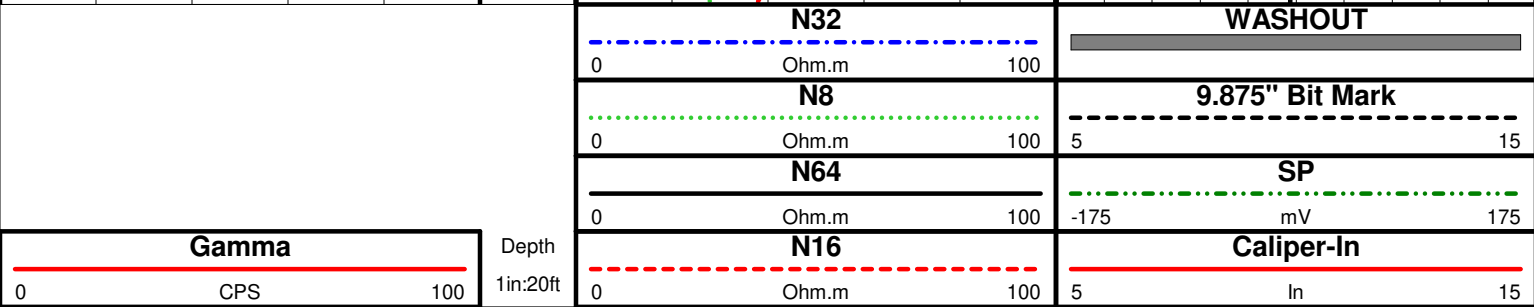 N32
0 Ohm.m 100
WASHOUT
N8
0 Ohm.m 100
9.875" Bit Mark
5 15
N64
0 Ohm.m 100
SP
-175 mV 175
Gamma
0 CPS 100
Depth
1in:20ft
N16
0 Ohm.m 100
Caliper-In
5 In 15